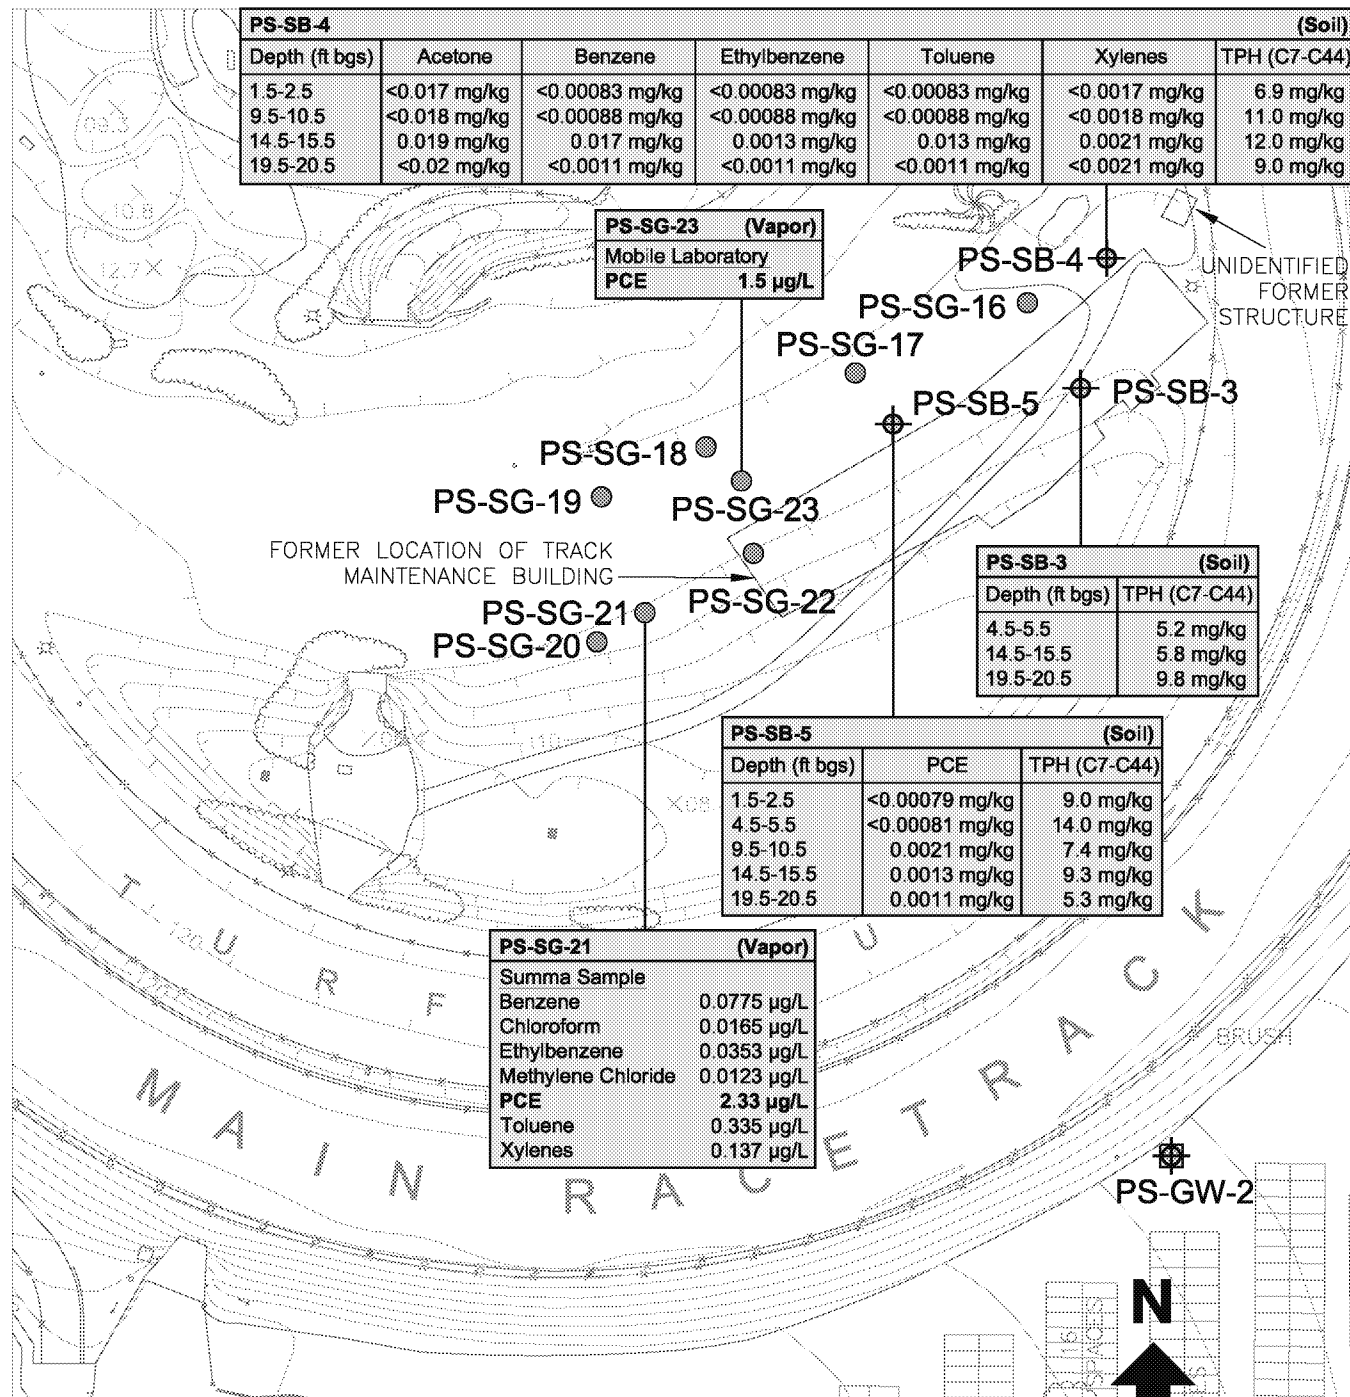 PS-SB-4 (Soil)
Depth (ft bgs) Acetone Benzene Ethylbenzene Toluene Xylenes TPH (C7-C44)
1.5-2.5 <0.017 mg/kg <0.00083 mg/kg <0.00083 mg/kg <0.00083 mg/kg <0.0017 mg/kg 6.9 mg/kg
9.5-10.5 <0.018 mg/kg <0.00088 mg/kg <0.00088 mg/kg <0.00088 mg/kg <0.0018 mg/kg 11.0 mg/kg
14.5-15.5 0.019 mg/kg 0.017 mg/kg 0.0013 mg/kg 0.013 mg/kg 0.0021 mg/kg 12.0 mg/kg
19.5-20.5 <0.02 mg/kg <0.0011 mg/kg <0.0011 mg/kg <0.0011 mg/kg <0.0021 mg/kg 9.0 mg/kg
10.8
12.7
PS-SG-23 (Vapor)
Mobile Laboratory
PCE 1.5 µg/L
PS-SB-4
UNIDENTIFIED
FORMER
STRUCTURE
PS-SG-16
PS-SG-17
PS-SB-3
PS-SB-5
PS-SG-18
PS-SG-19
PS-SG-23
FORMER LOCATION OF TRACK
MAINTENANCE BUILDING
PS-SG-22
PS-SG-21
PS-SG-20
PS-SB-3 (Soil)
Depth (ft bgs) TPH (C7-C44)
4.5-5.5 5.2 mg/kg
14.5-15.5 5.8 mg/kg
19.5-20.5 9.8 mg/kg
PS-SB-5 (Soil)
Depth (ft bgs) PCE TPH (C7-C44)
1.5-2.5 <0.00079 mg/kg 9.0 mg/kg
4.5-5.5 <0.00081 mg/kg 14.0 mg/kg
9.5-10.5 0.0021 mg/kg 7.4 mg/kg
14.5-15.5 0.0013 mg/kg 9.3 mg/kg
19.5-20.5 0.0011 mg/kg 5.3 mg/kg
110
120
PS-SG-21 (Vapor)
Summa Sample
Benzene 0.0775 µg/L
Chloroform 0.0165 µg/L
Ethylbenzene 0.0353 µg/L
Methylene Chloride 0.0123 µg/L
PCE 2.33 µg/L
Toluene 0.335 µg/L
Xylenes 0.137 µg/L
TURF
U
K
MAIN RACETRACK
BRUSH
PS-GW-2
N
16
SPACES